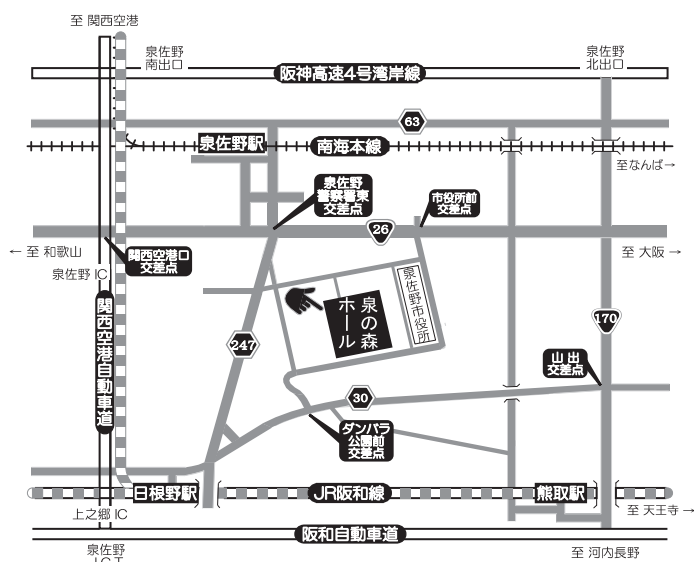 至 関西空港
泉佐野
南出口
阪神高速4号湾岸線
泉佐野
北出口
63
泉佐野駅
南海本線
至なんば→
泉佐野
警察署東
交差点
市役所前
交差点
26
← 至 和歌山
関西空港口
交差点
至 大阪 →
泉佐野 IC
関西空港自動車道
泉の森
ホール
泉佐野市役所
247
170
山出
交差点
30
ダンパラ
公園前
交差点
日根野駅
JR阪和線
熊取駅
上之郷 IC
至 天王寺 →
阪和自動車道
泉佐野
J.C.T
至 河内長野